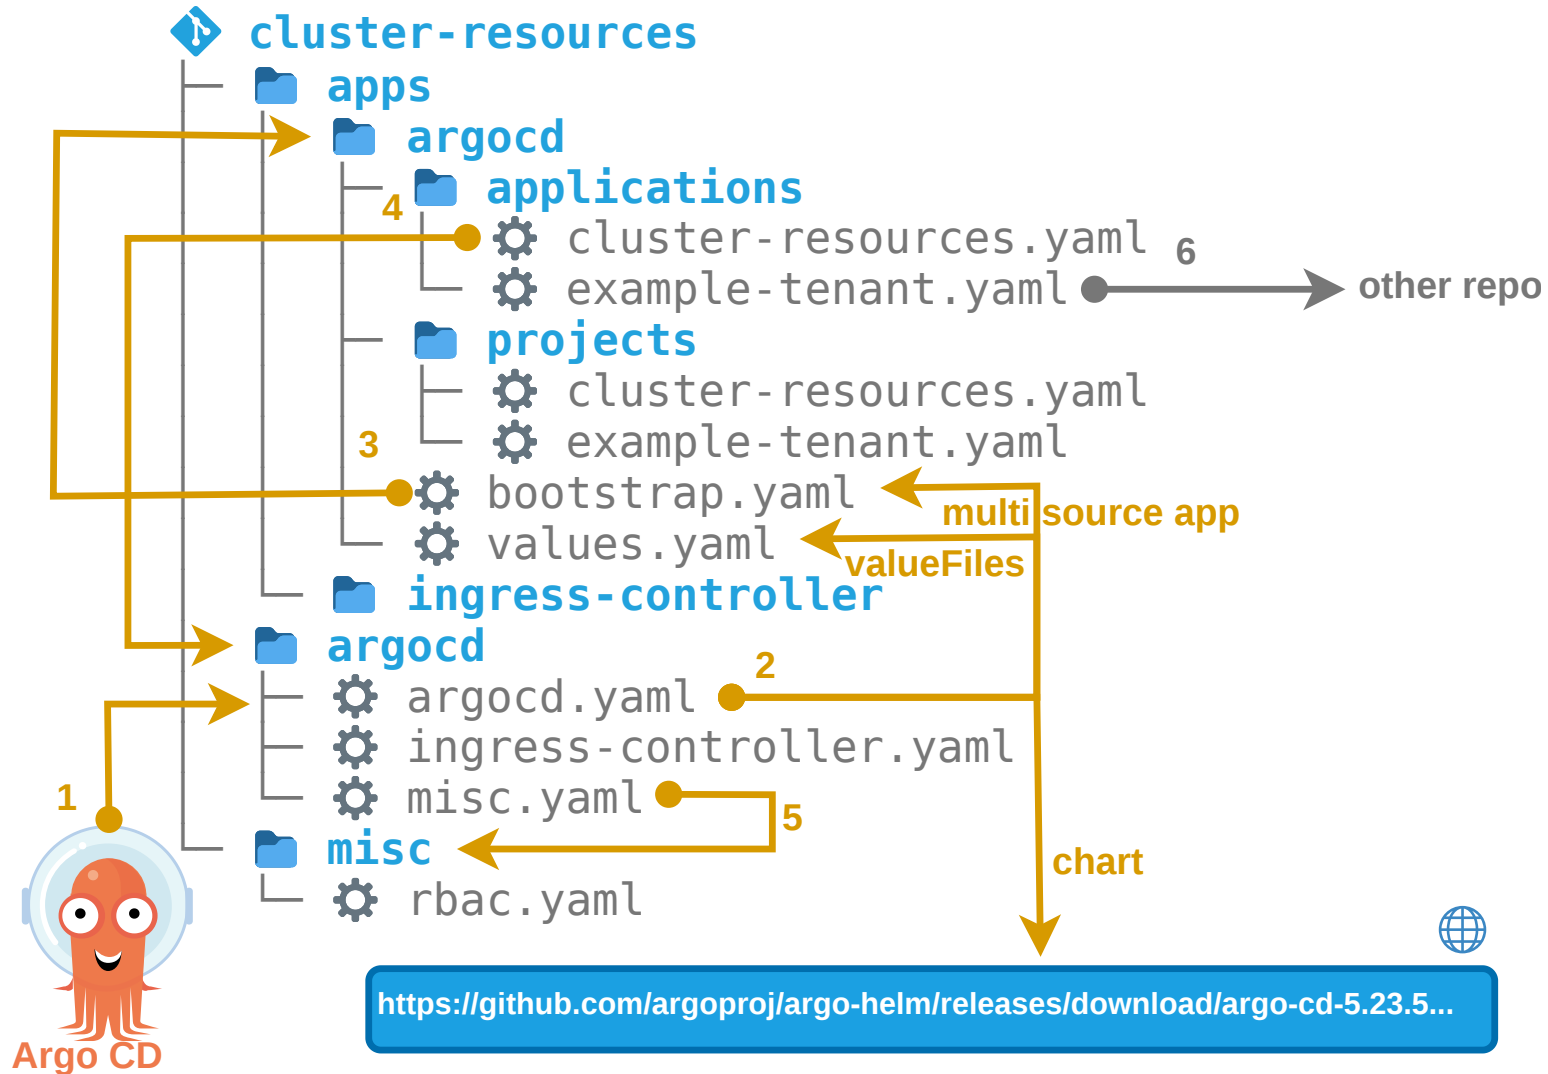 cluster-resources
apps
argocd
applications
4
cluster-resources.yaml
6
example-tenant.yaml
other repo
projects
cluster-resources.yaml
example-tenant.yaml
3
bootstrap.yaml
multi source app
values.yaml
valueFiles
ingress-controller
argocd
2
argocd.yaml
ingress-controller.yaml
1
misc.yaml
5
misc
chart
rbac.yaml
https://github.com/argoproj/argo-helm/releases/download/argo-cd-5.23.5...
Argo CD